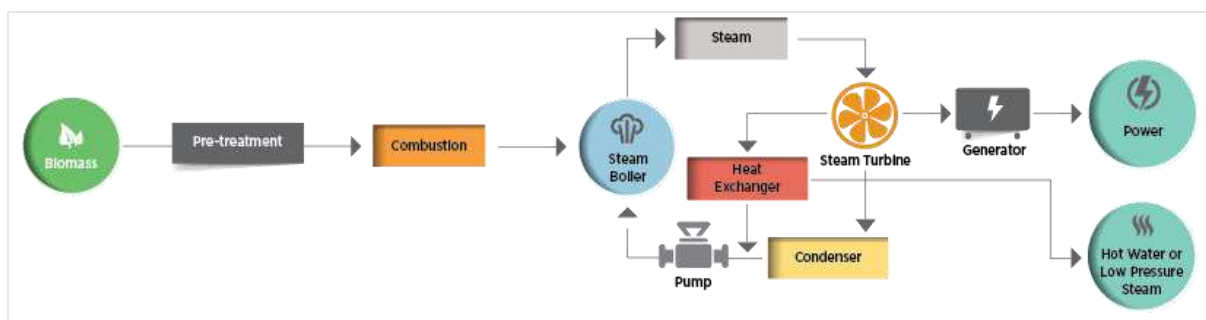 Biomass
Pre-treatment
Combustion
Steam
Boiler
Steam
Steam Turbine
Generator
Power
Heat
Exchanger
Condenser
Pump
Hot Water or
Low Pressure
Steam